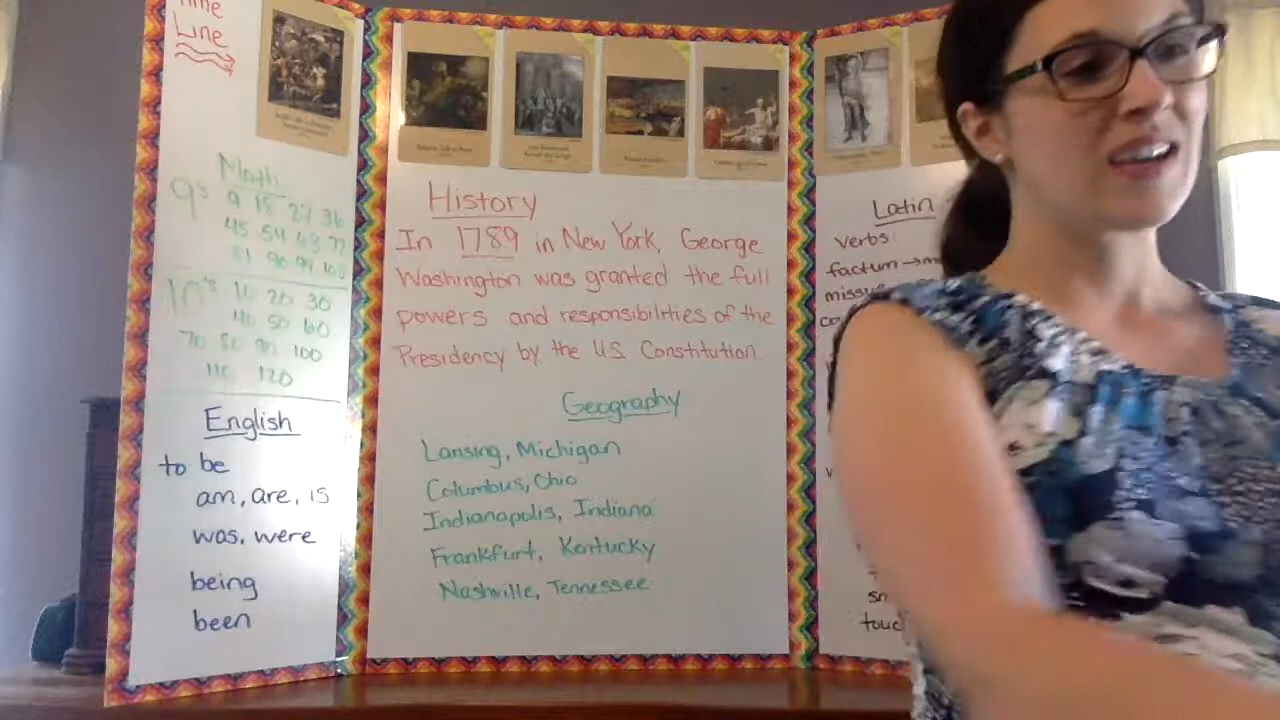 Line
Math
9s 9 18 27 36
45 54 63 72
81 90 99 108
10's 10 20 30
40 50 60
70 80 90 100
110 120
English
to be
am, are, is
was, were
being
been
History
In 1789 in New York, George
Washington was granted the full
powers and responsibilities of the
Presidency by the U.S. Constitution.
Geography
Lansing, Michigan
Columbus, Ohio
Indianapolis, Indiana
Frankfurt, Kentucky
Nashville, Tennessee
Latin
Verbs
factum →